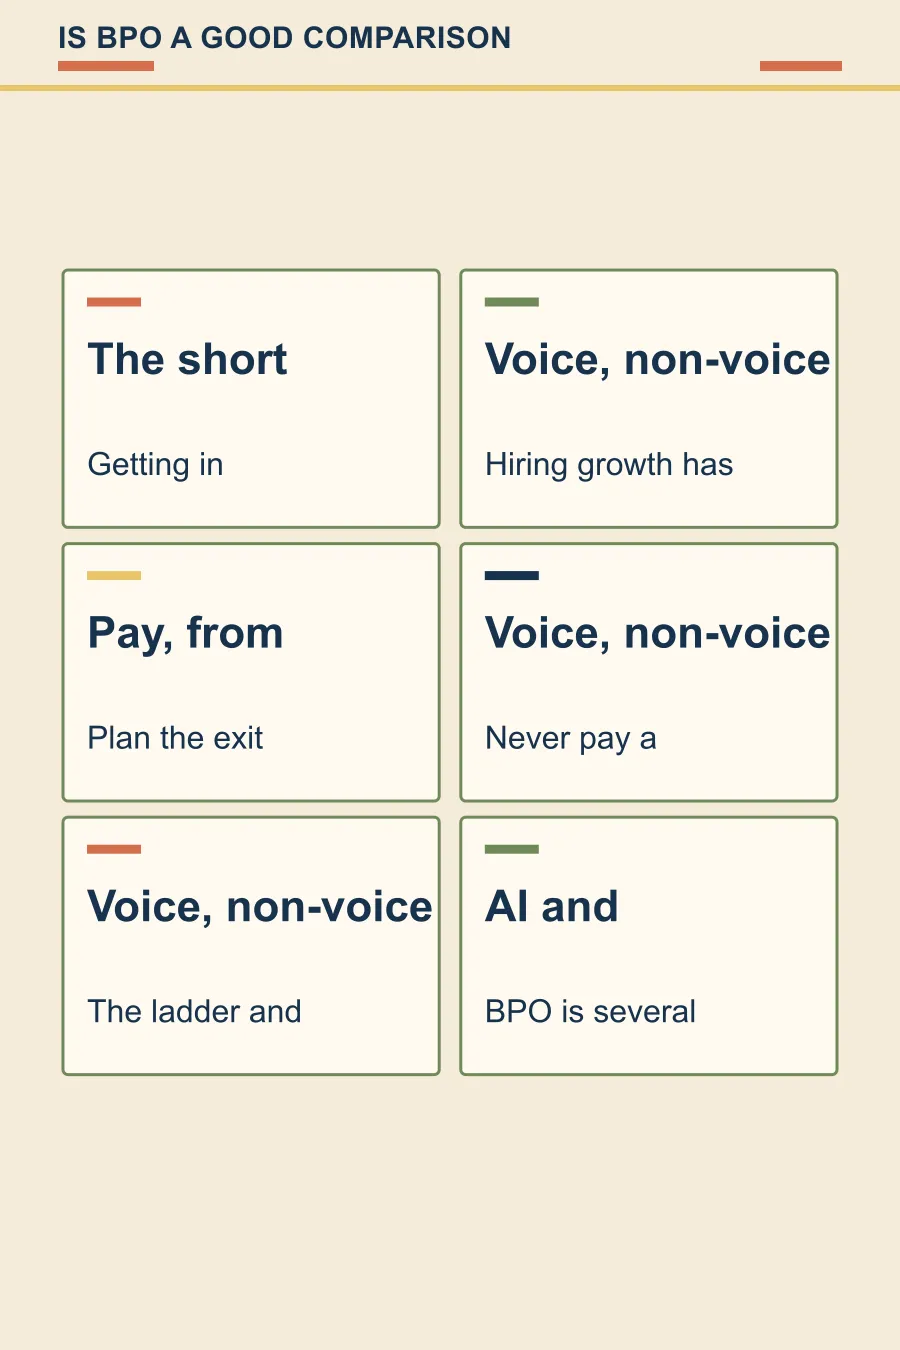 IS BPO A GOOD COMPARISON
The short
Getting in
Voice, non-voice
Hiring growth has
Pay, from
Plan the exit
Voice, non-voice
Never pay a
Voice, non-voice
The ladder and
AI and
BPO is several